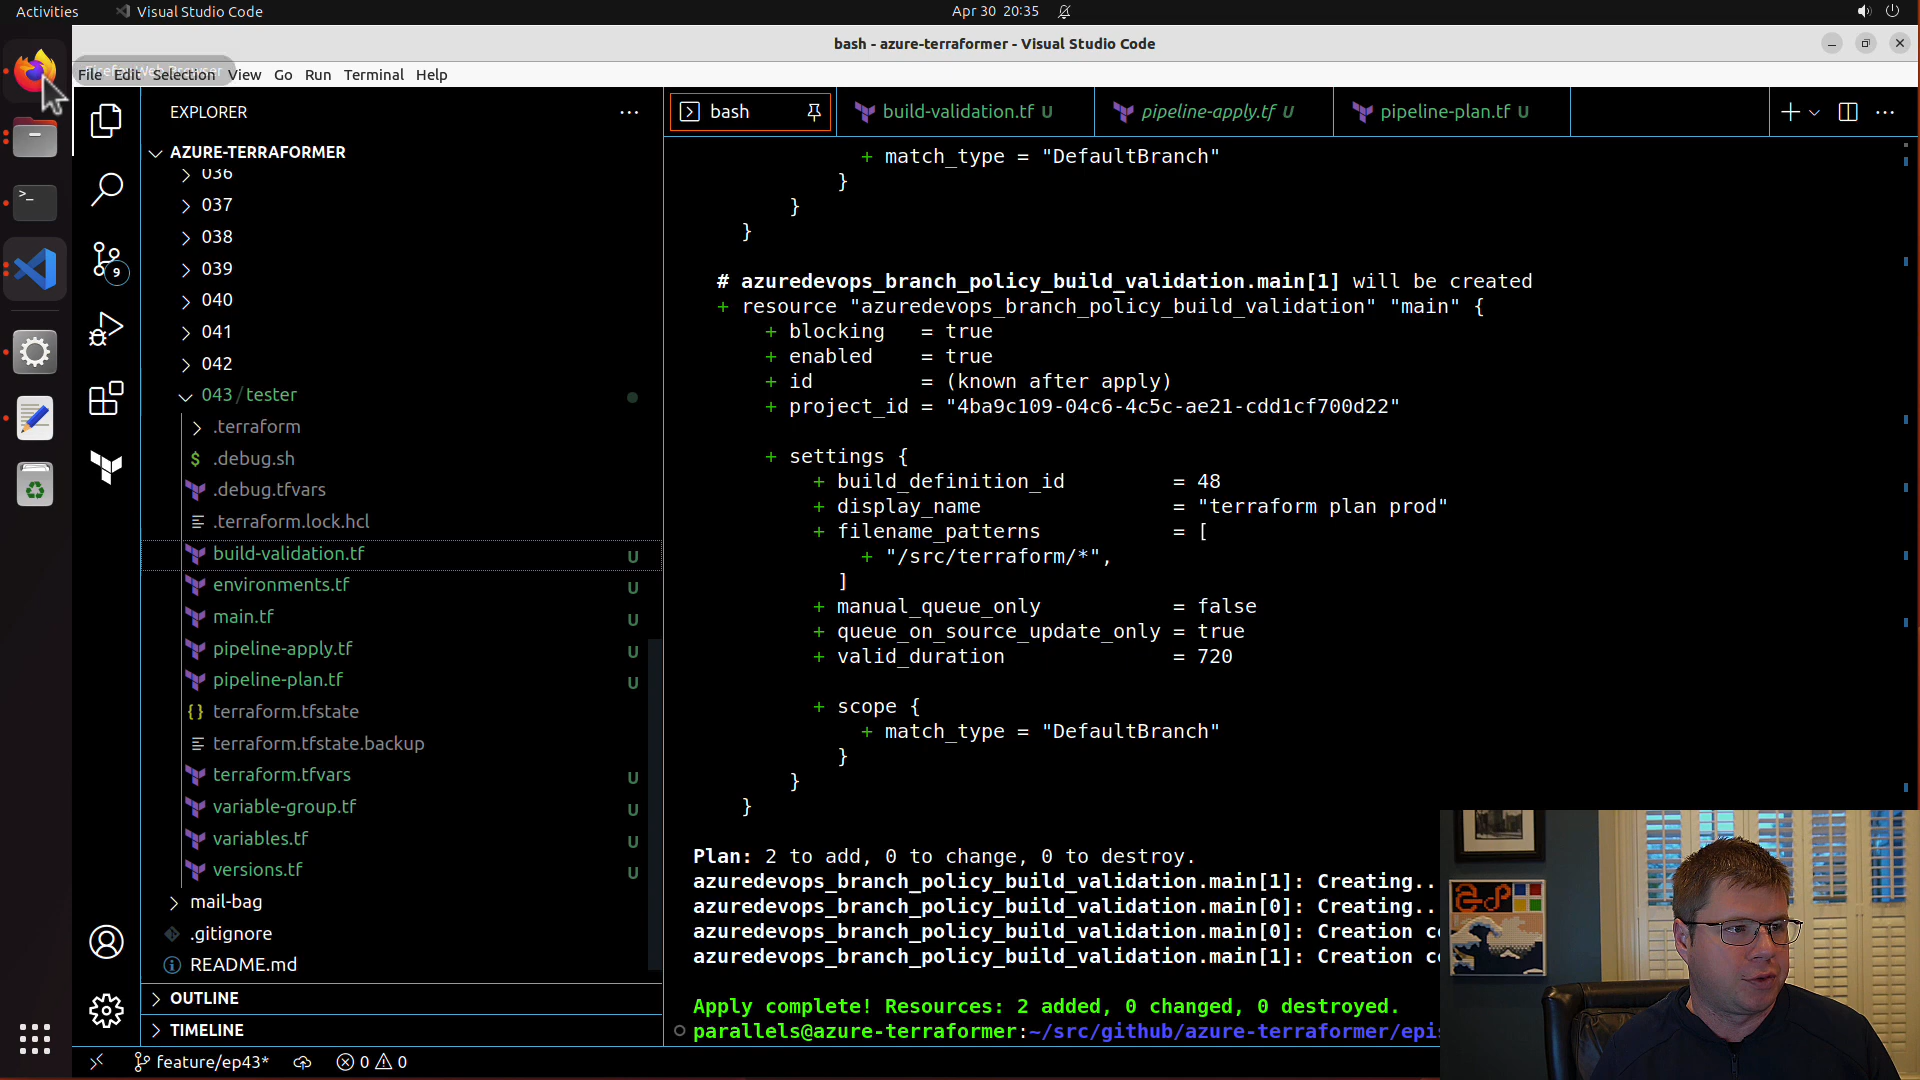 Activities
Visual Studio Code
Apr 30 20:35
bash - azure-terraformer - Visual Studio Code
File Edit Selection View Go Run Terminal Help
EXPLORER
bash
build-validation.tf U
pipeline-apply.tf U
pipeline-plan.tf U
AZURE-TERRAFORMER
036
037
038
039
040
041
042
043 / tester
.terraform
$ .debug.sh
.debug.tfvars
.terraform.lock.hcl
build-validation.tf U
environments.tf U
main.tf U
pipeline-apply.tf U
pipeline-plan.tf U
{} terraform.tfstate
terraform.tfstate.backup
terraform.tfvars U
variable-group.tf U
variables.tf U
versions.tf U
mail-bag
.gitignore
README.md
OUTLINE
TIMELINE
9
+ match_type = "DefaultBranch"
}
}
}
# azuredevops_branch_policy_build_validation.main[1] will be created
+ resource "azuredevops_branch_policy_build_validation" "main" {
+ blocking = true
+ enabled = true
+ id = (known after apply)
+ project_id = "4ba9c109-04c6-4c5c-ae21-cdd1cf700d22"
+ settings {
+ build_definition_id = 48
+ display_name = "terraform plan prod"
+ filename_patterns = [
+ "/src/terraform/*",
]
+ manual_queue_only = false
+ queue_on_source_update_only = true
+ valid_duration = 720
+ scope {
+ match_type = "DefaultBranch"
}
}
}
Plan: 2 to add, 0 to change, 0 to destroy.
azuredevops_branch_policy_build_validation.main[1]: Creating..
azuredevops_branch_policy_build_validation.main[0]: Creating..
azuredevops_branch_policy_build_validation.main[0]: Creation c
azuredevops_branch_policy_build_validation.main[1]: Creation c
Apply complete! Resources: 2 added, 0 changed, 0 destroyed.
parallels@azure-terraformer:~/src/github/azure-terraformer/epi
feature/ep43*
0 0